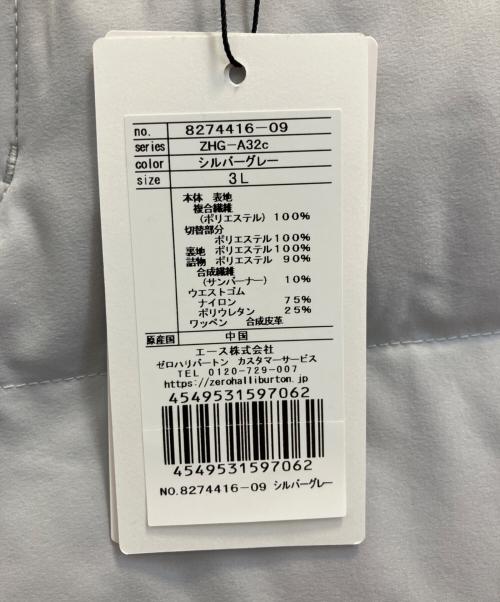 no. 8274416-09
series ZHG-A32c
color シルバーグレー
size 3L
本体 表地
複合繊維
(ポリエステル) 100%
切替部分
ポリエステル 100%
裏地 ポリエステル 100%
詰物 ポリエステル 90%
合成繊維
(サンバーナー) 10%
ウエストゴム
ナイロン 75%
ポリウレタン 25%
ワッペン 合成皮革
原産国 中国
エース株式会社
ゼロハリバートン カスタマーサービス
TEL 0120-729-007
https://zerohalliburton.jp/
4549531597062
4549531597062
NO.8274416-09 シルバーグレー